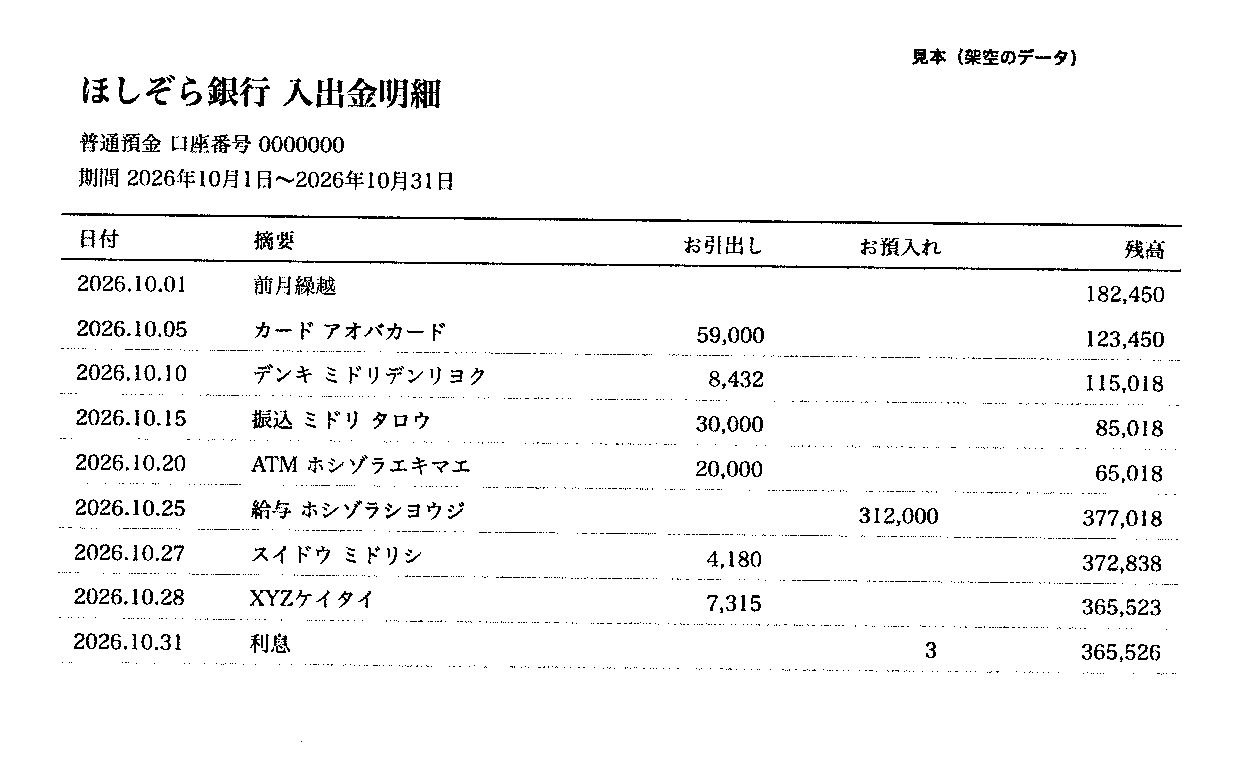 見本（架空のデータ）
ほしぞら銀行 入出金明細
普通預金 口座番号 0000000
期間 2026年10月1日～2026年10月31日
日付 摘要 お引出し お預入れ 残高
2026.10.01 前月繰越 182,450
2026.10.05 カード アオバカード 59,000 123,450
2026.10.10 デンキ ミドリデンリヨク 8,432 115,018
2026.10.15 振込 ミドリ タロウ 30,000 85,018
2026.10.20 ATM ホシゾラエキマエ 20,000 65,018
2026.10.25 給与 ホシゾラシヨウジ 312,000 377,018
2026.10.27 スイドウ ミドリシ 4,180 372,838
2026.10.28 XYZケイタイ 7,315 365,523
2026.10.31 利息 3 365,526